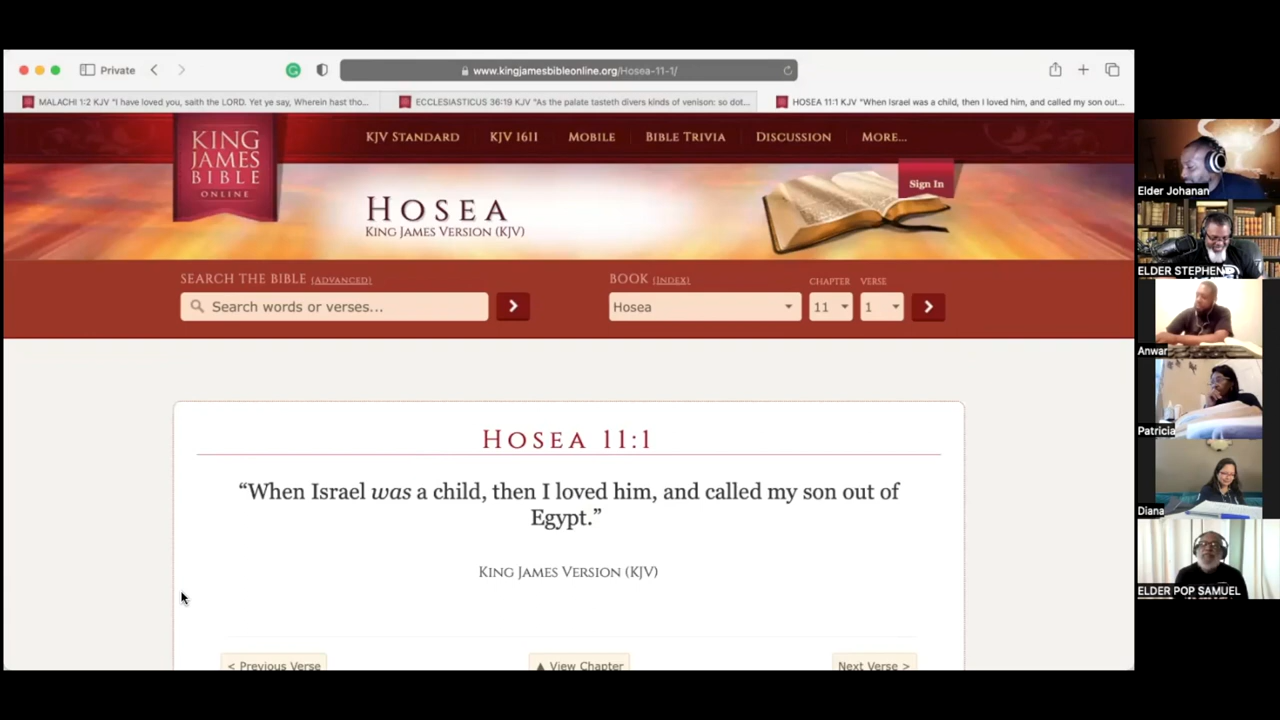 Private
www.kingjamesbibleonline.org/Hosea-11-1/
MALACHI 1:2 KJV "I have loved you, saith the LORD. Yet ye say, Wherein hast tho...
ECCLESIASTICUS 36:19 KJV "As the palate tasteth divers kinds of venison: so dot...
HOSEA 11:1 KJV "When Israel was a child, then I loved him, and called my son out...
KING
JAMES
BIBLE
ONLINE
KJV STANDARD
KJV 1611
MOBILE
BIBLE TRIVIA
DISCUSSION
MORE...
Sign In
HOSEA
KING JAMES VERSION (KJV)
SEARCH THE BIBLE (ADVANCED)
Search words or verses...
BOOK (INDEX)
CHAPTER
VERSE
Hosea
11
1
HOSEA 11:1
“When Israel was a child, then I loved him, and called my son out of
Egypt.”
KING JAMES VERSION (KJV)
< Previous Verse
▲ View Chapter
Next Verse >
Elder Johanan
ELDER STEPHEN
Anwar
Patricia
Diana
ELDER POP SAMUEL